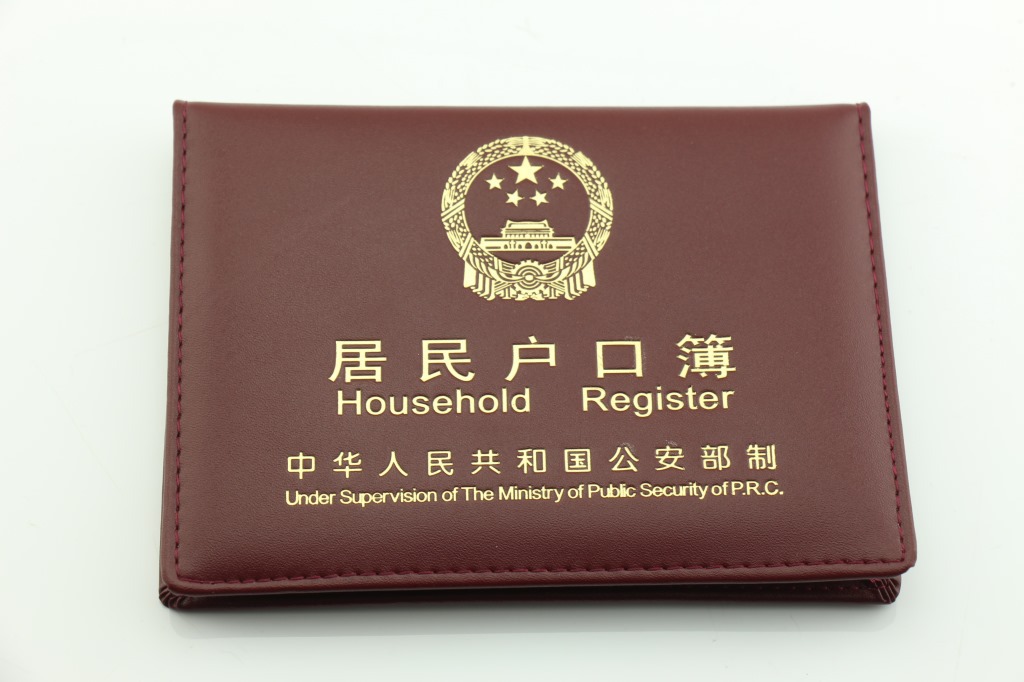 居民户口簿
Household Register
中华人民共和国公安部制
Under Supervision of The Ministry of Public Security of P.R.C.